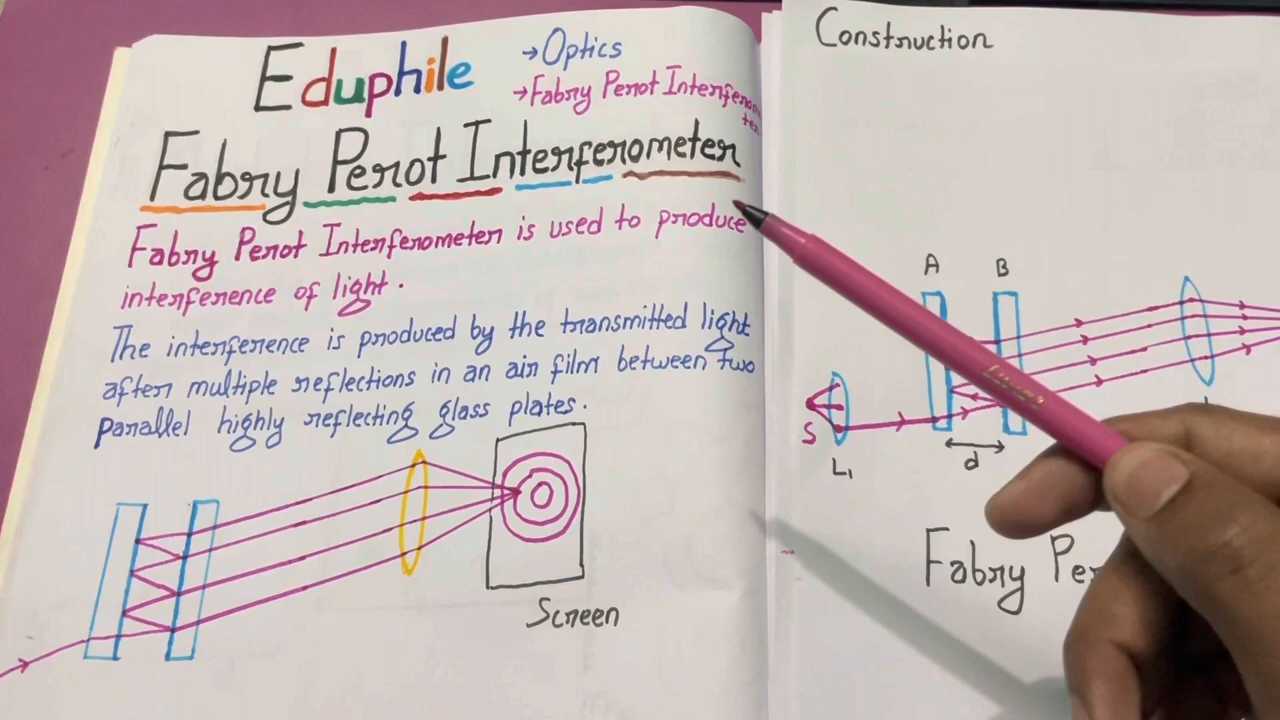 Eduphile
→Optics
→Fabry Perot Interferometer
Fabry Perot Interferometer
Fabry Perot Interferometer is used to produce
interference of light.
The interference is produced by the transmitted light
after multiple reflections in an air film between two
parallel highly reflecting glass plates.
Screen
Construction
A
B
S
L1
d
Fabry